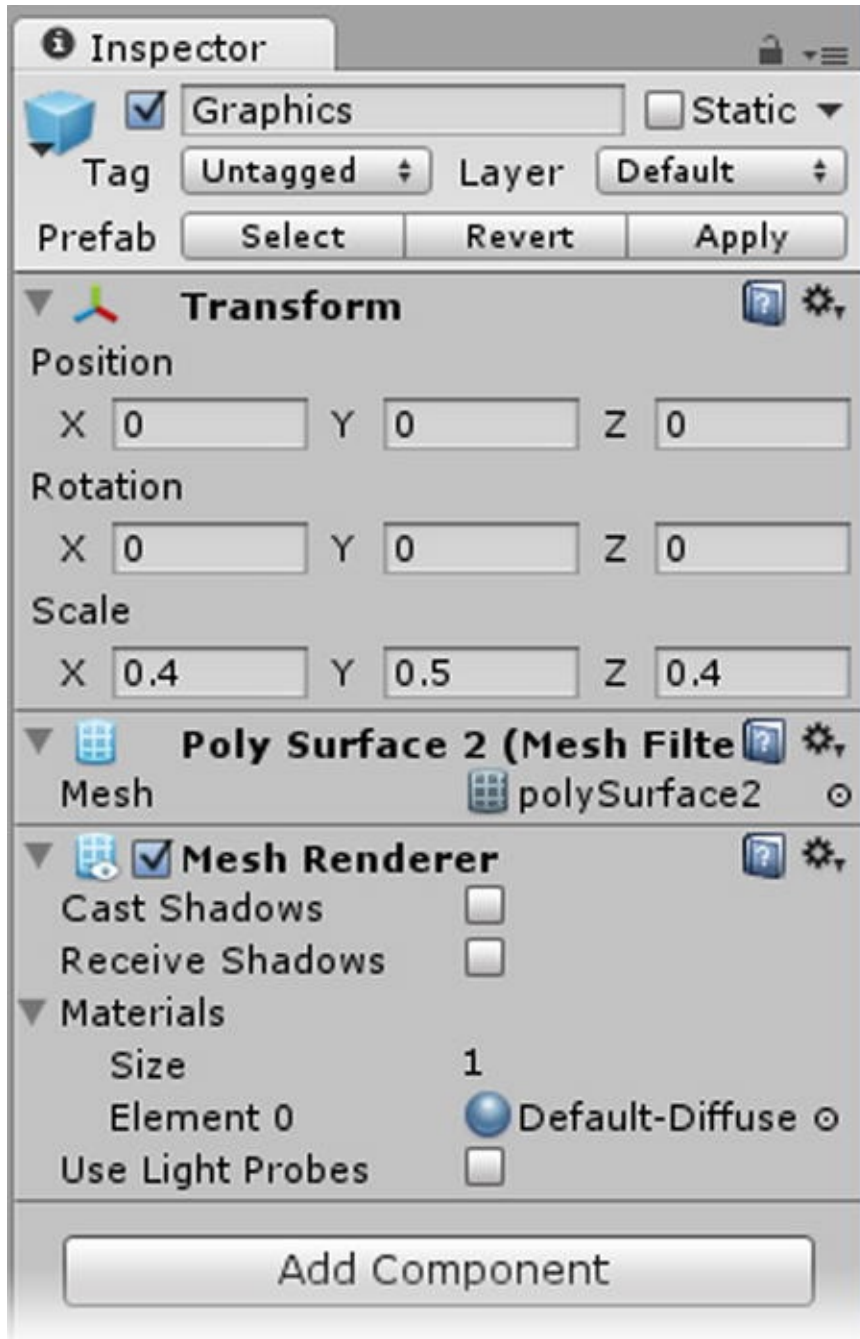 Inspector
Graphics Static
Tag Untagged Layer Default
Prefab Select Revert Apply
Transform
Position
X 0 Y 0 Z 0
Rotation
X 0 Y 0 Z 0
Scale
X 0.4 Y 0.5 Z 0.4
Poly Surface 2 (Mesh Filte
Mesh polySurface2
Mesh Renderer
Cast Shadows
Receive Shadows
Materials
Size 1
Element 0 Default-Diffuse
Use Light Probes
Add Component